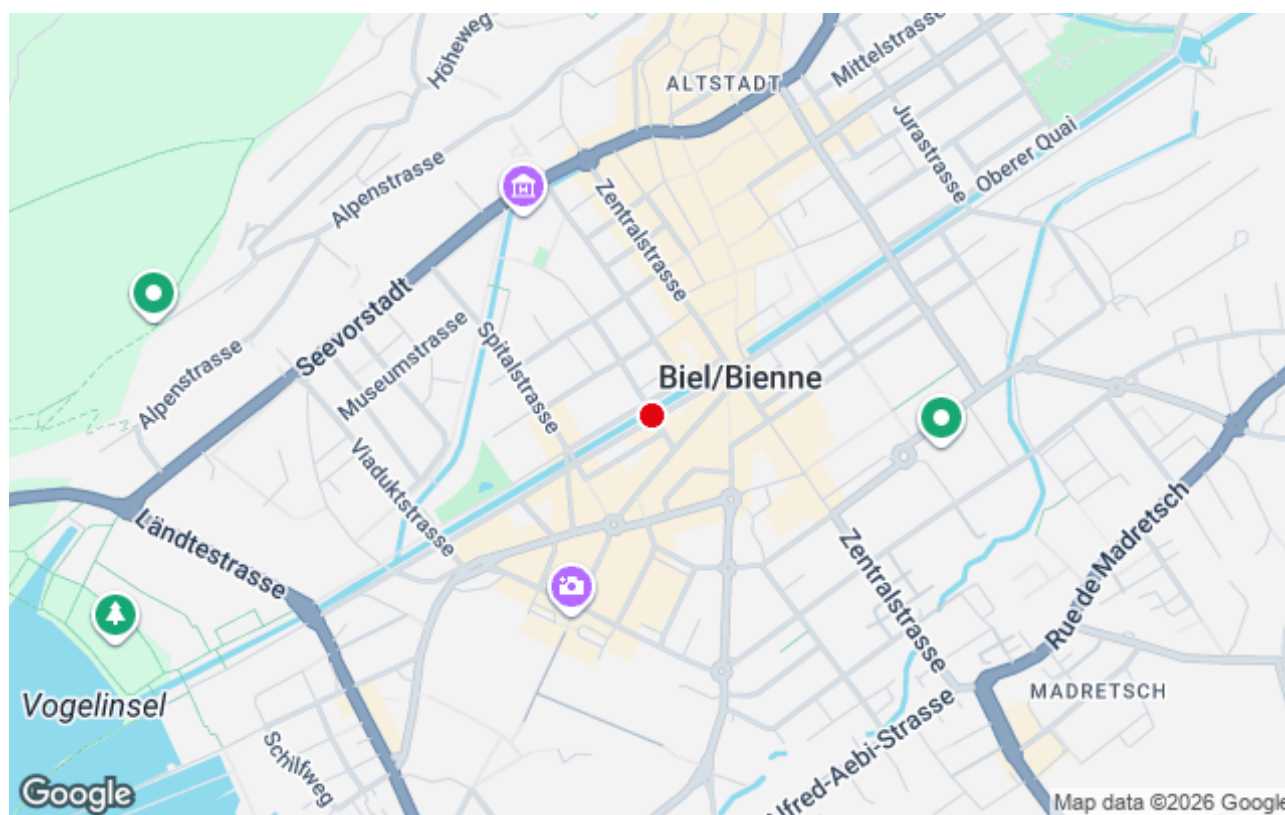 Höheweg
ALTSTADT
Mittelstrasse
Jurastrasse
Oberer Quai
Alpenstrasse
Zentralstrasse
Seevorstadt
Museumstrasse
Spitalstrasse
Alpenstrasse
Biel/Bienne
Viaduktstrasse
Ländtestrasse
Zentralstrasse
Rue de Madretsch
MADRETSCH
Vogelinsel
Schilfweg
Alfred-Aebi-Strasse
Google
Map data ©2026 Google